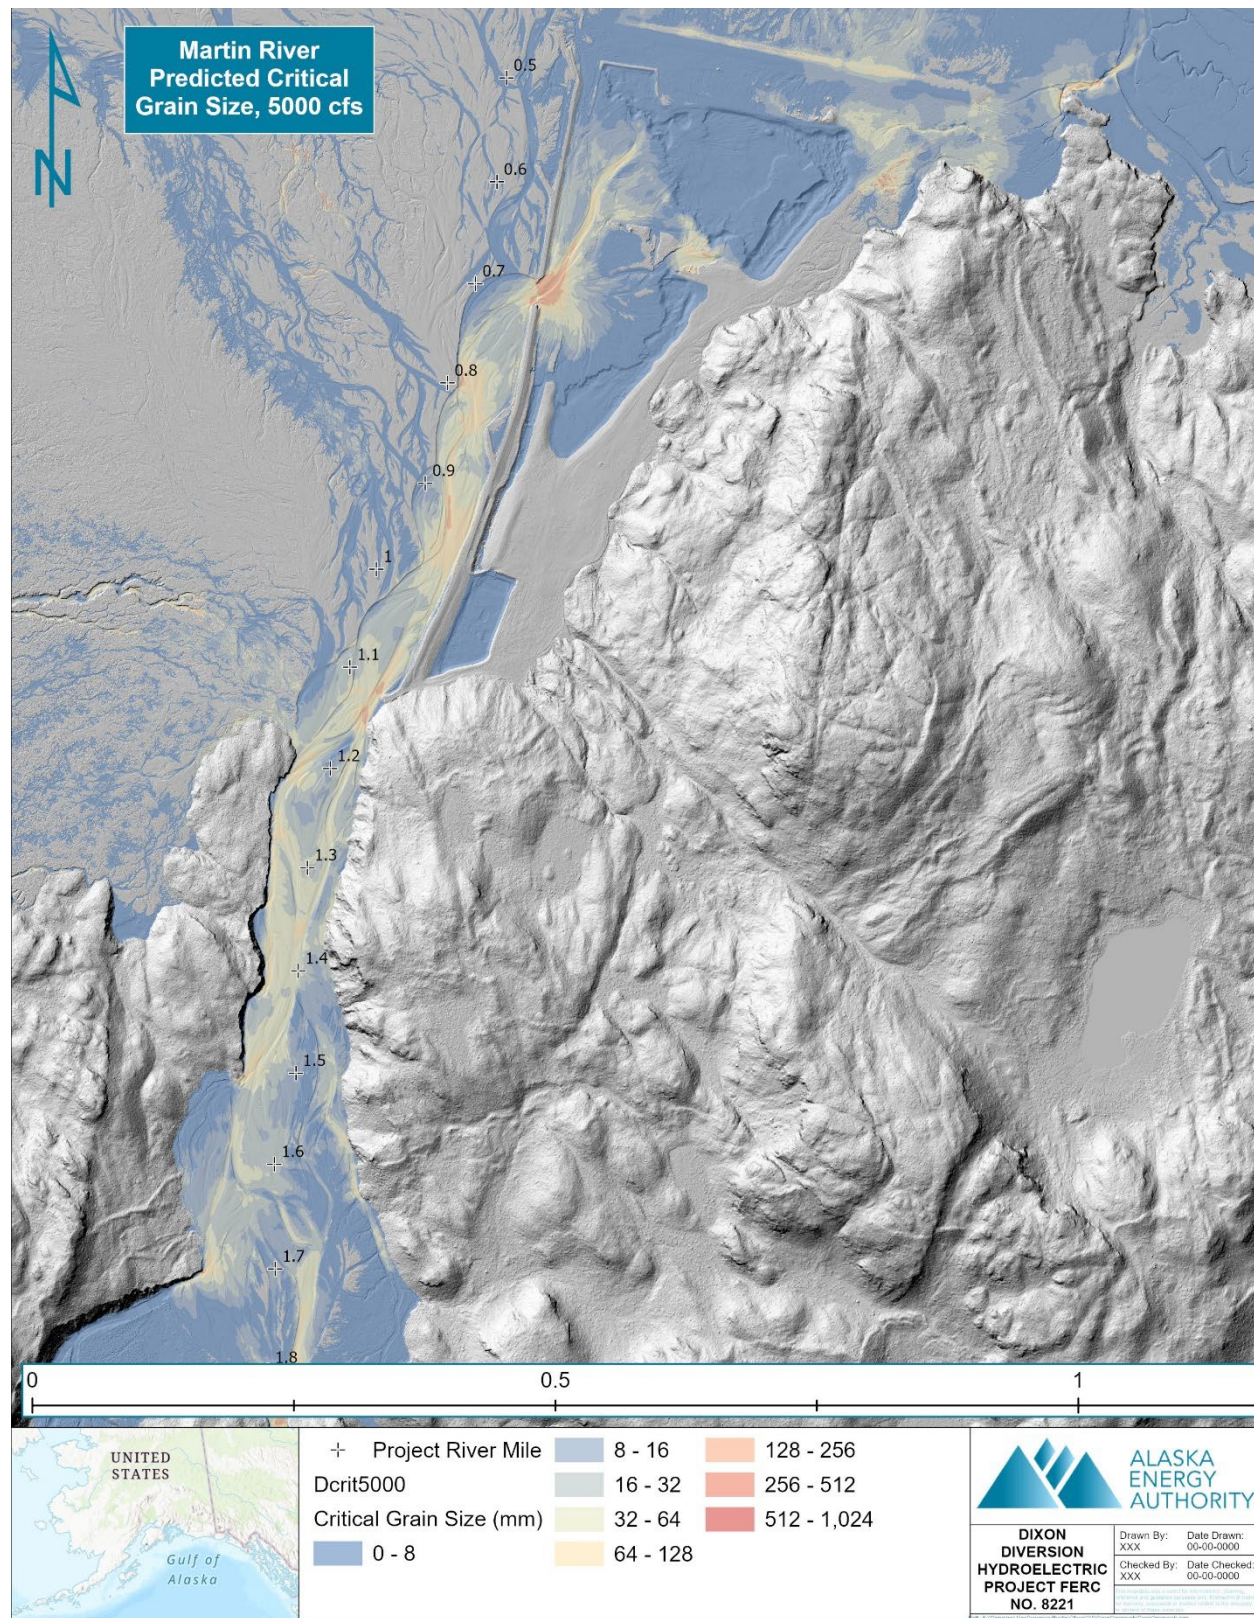 Martin River
Predicted Critical
Grain Size, 5000 cfs
N
0.5
0.6
0.7
0.8
0.9
1
1.1
1.2
1.3
1.4
1.5
1.6
1.7
1.8
0 0.5 1
UNITED
STATES
Gulf of
Alaska
Project River Mile
Dcrit5000
Critical Grain Size (mm)
0 - 8
8 - 16
16 - 32
32 - 64
64 - 128
128 - 256
256 - 512
512 - 1,024
ALASKA
ENERGY
AUTHORITY
DIXON
DIVERSION
HYDROELECTRIC
PROJECT FERC
NO. 8221
Drawn By: Date Drawn:
XXX 00-00-0000
Checked By: Date Checked:
XXX 00-00-0000